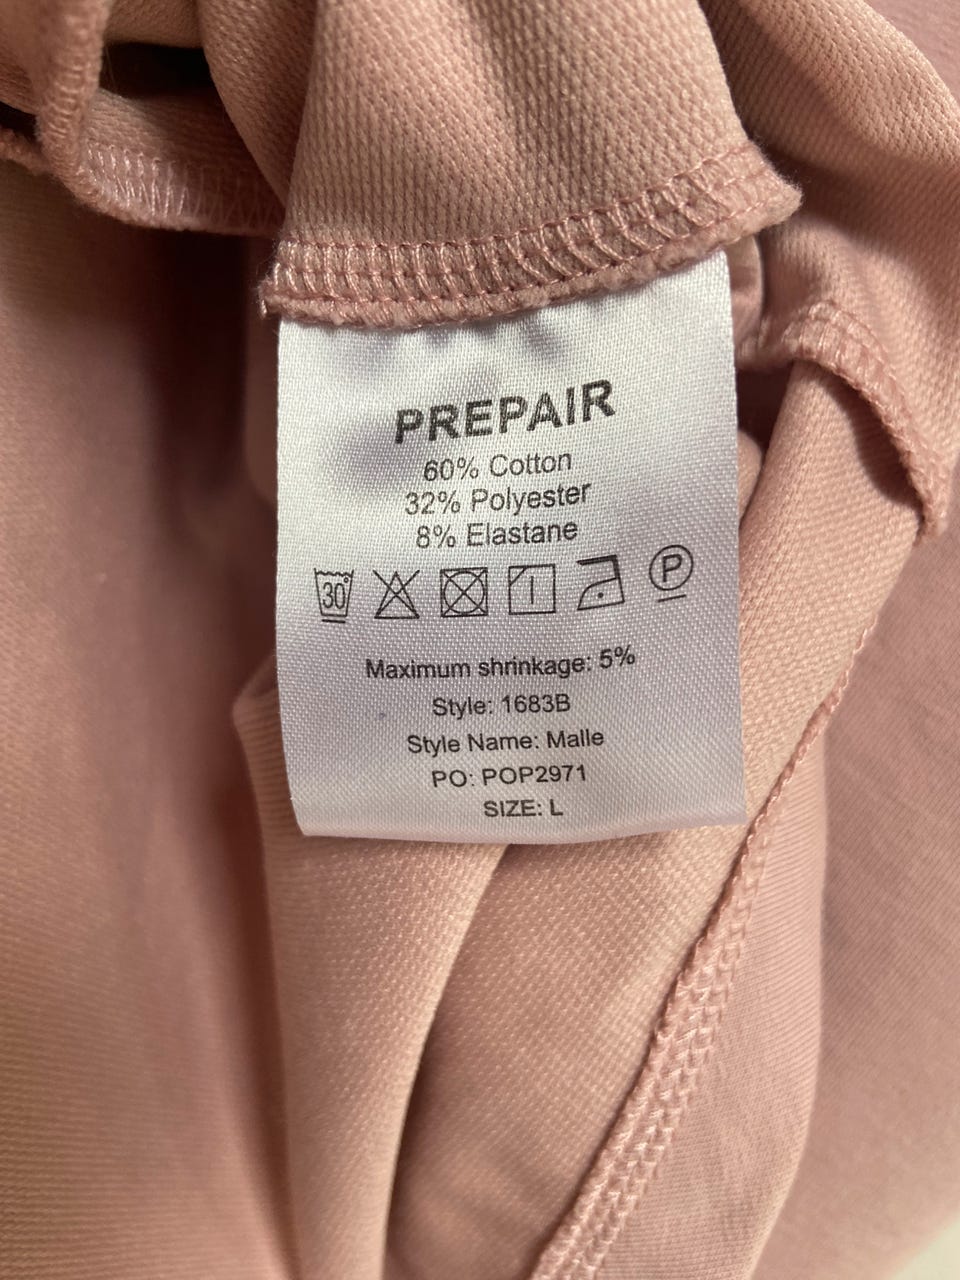 PREPAIR
60% Cotton
32% Polyester
8% Elastane
30° P
Maximum shrinkage: 5%
Style: 1683B
Style Name: Malle
PO: POP2971
SIZE: L